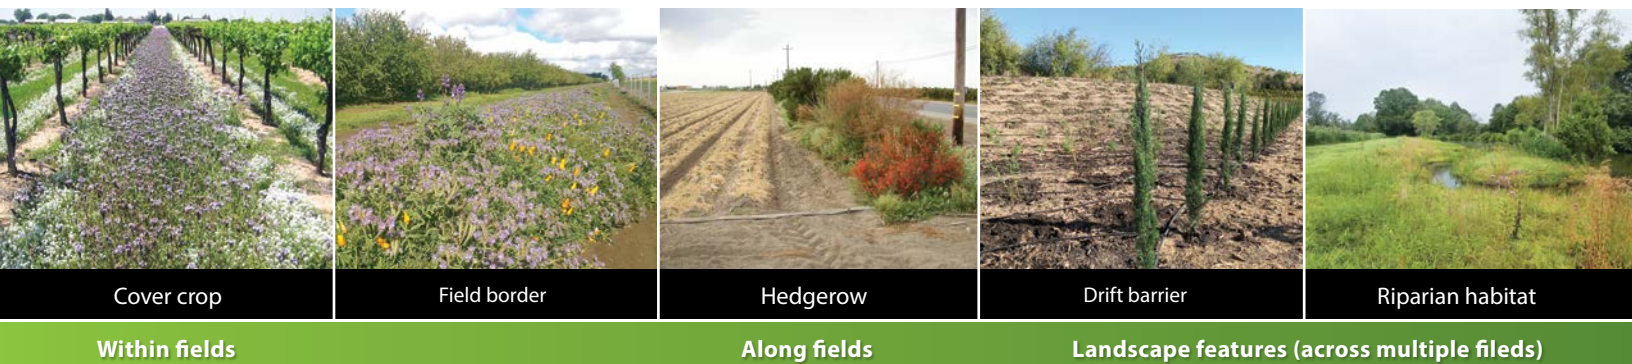 Cover crop
Field border
Hedgerow
Drift barrier
Riparian habitat
Within fields
Along fields
Landscape features (across multiple fileds)